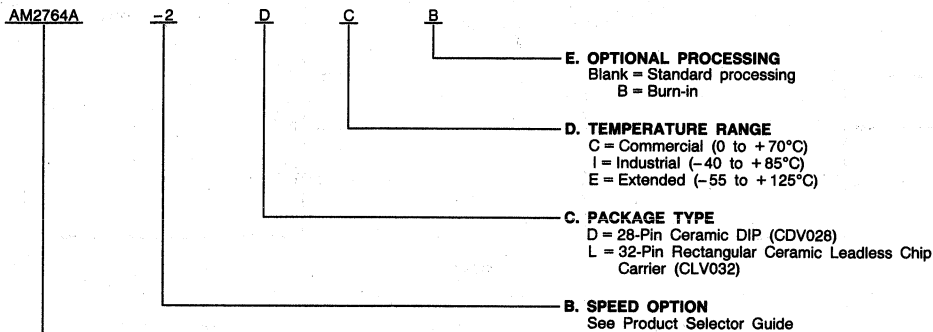 AM2764A -2 D C B
E. OPTIONAL PROCESSING
Blank = Standard processing
B = Burn-in
D. TEMPERATURE RANGE
C = Commercial (0 to +70°C)
I = Industrial (-40 to +85°C)
E = Extended (-55 to +125°C)
C. PACKAGE TYPE
D = 28-Pin Ceramic DIP (CDV028)
L = 32-Pin Rectangular Ceramic Leadless Chip
Carrier (CLV032)
B. SPEED OPTION
See Product Selector Guide